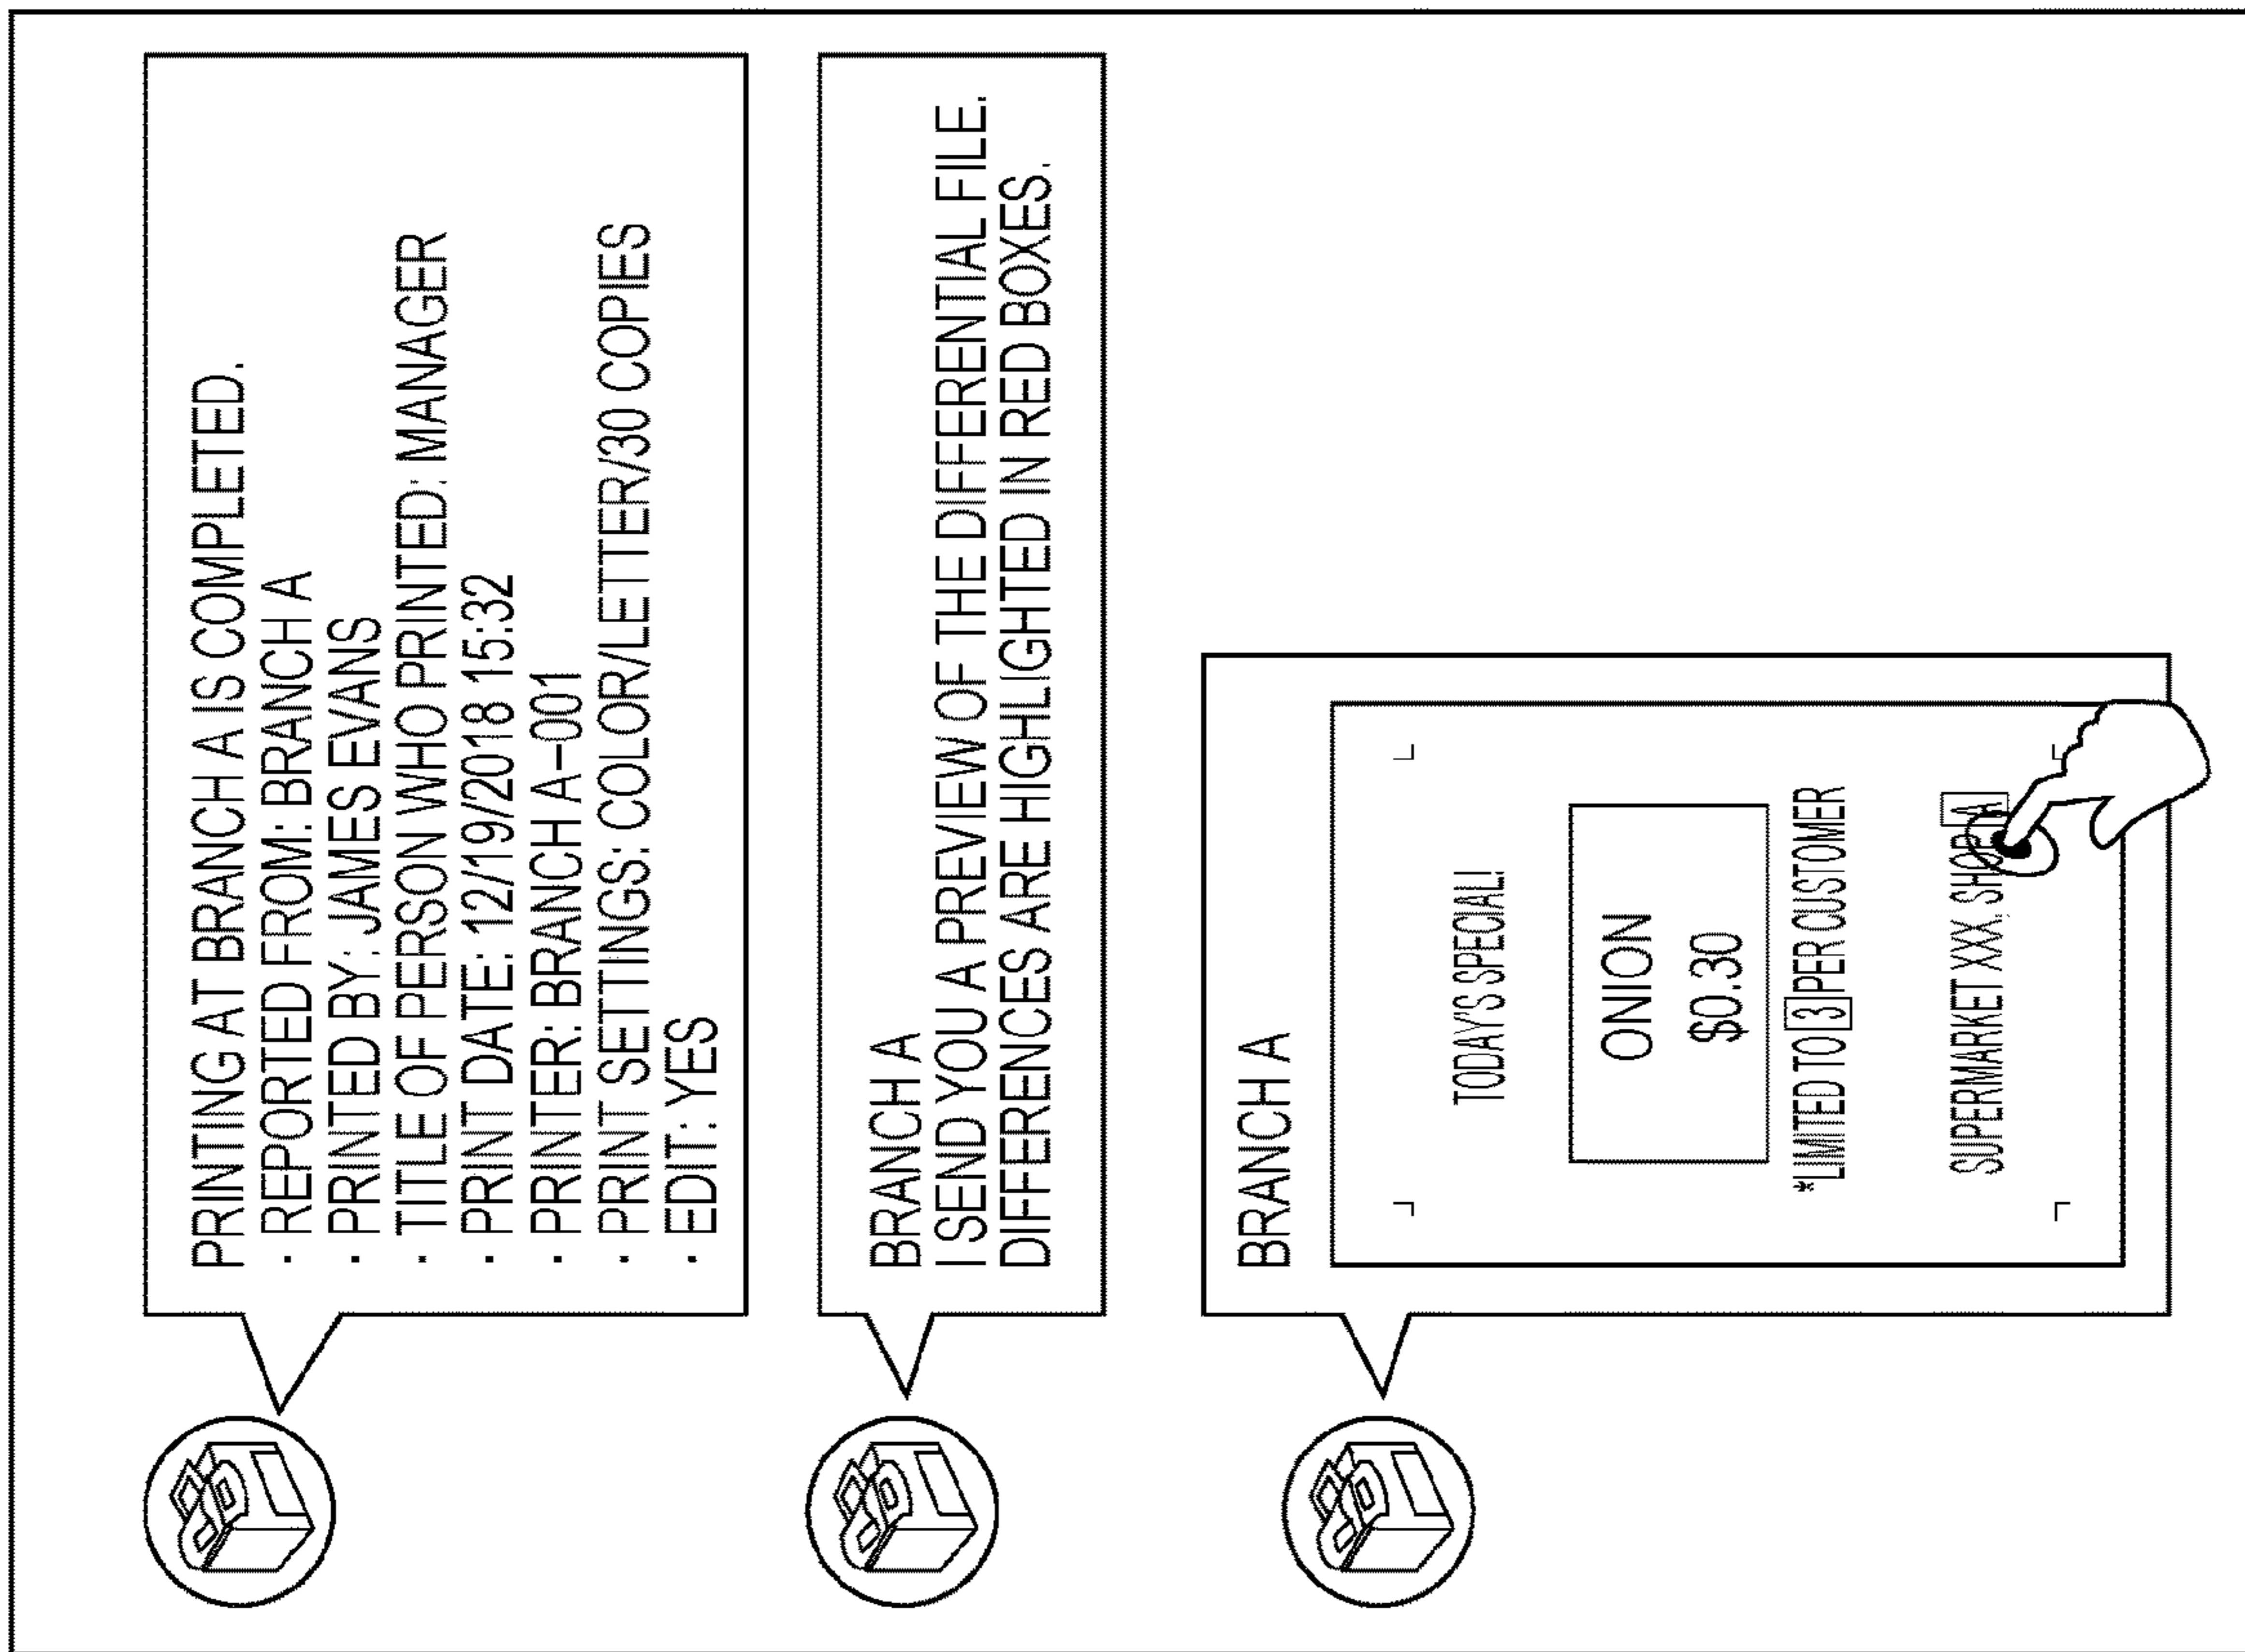 PRINTING AT BRANCH A IS COMPLETED.
· REPORTED FROM: BRANCH A
· PRINTED BY: JAMES EVANS
· TITLE OF PERSON WHO PRINTED: MANAGER
· PRINT DATE: 12/19/2018 15:32
· PRINTER: BRANCH A-001
· PRINT SETTINGS: COLOR/LETTER/30 COPIES
· EDIT: YES
BRANCH A
I SEND YOU A PREVIEW OF THE DIFFERENTIAL FILE.
DIFFERENCES ARE HIGHLIGHTED IN RED BOXES.
BRANCH A
TODAY'S SPECIAL!
ONION
$0.30
*LIMITED TO 3 PER CUSTOMER
SUPERMARKET XXX, SHOP A